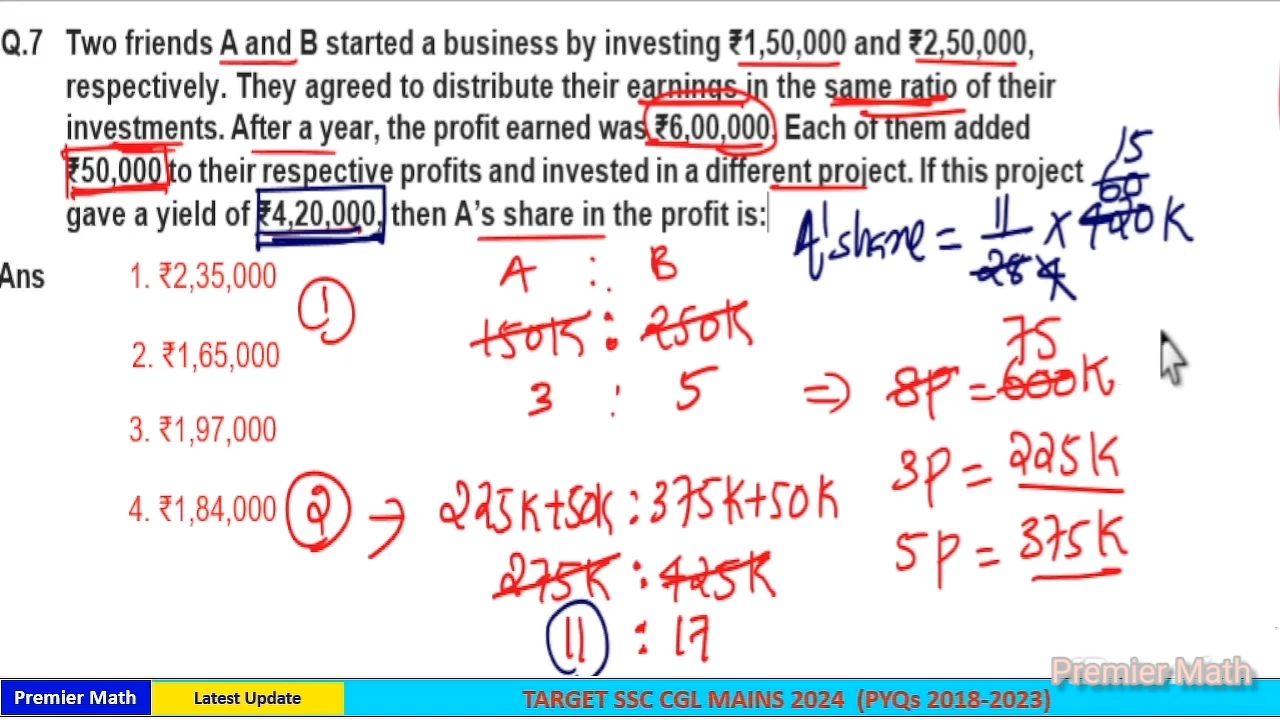 Q.7 Two friends A and B started a business by investing ₹1,50,000 and ₹2,50,000,
respectively. They agreed to distribute their earnings in the same ratio of their
investments. After a year, the profit earned was ₹6,00,000. Each of them added
₹50,000 to their respective profits and invested in a different project. If this project
gave a yield of ₹4,20,000, then A's share in the profit is:
A'share = 11/28 × 420K
4
60
15
Ans 1. ₹2,35,000
2. ₹1,65,000
3. ₹1,97,000
4. ₹1,84,000
①
A : B
150K : 250K
3 : 5
⇒ 8P = 600K
75
3P = 225K
5P = 375K
② → 225K+50K : 375K+50K
275K : 425K
11 : 17
Premier Math
Premier Math Latest Update TARGET SSC CGL MAINS 2024 (PYQs 2018-2023)